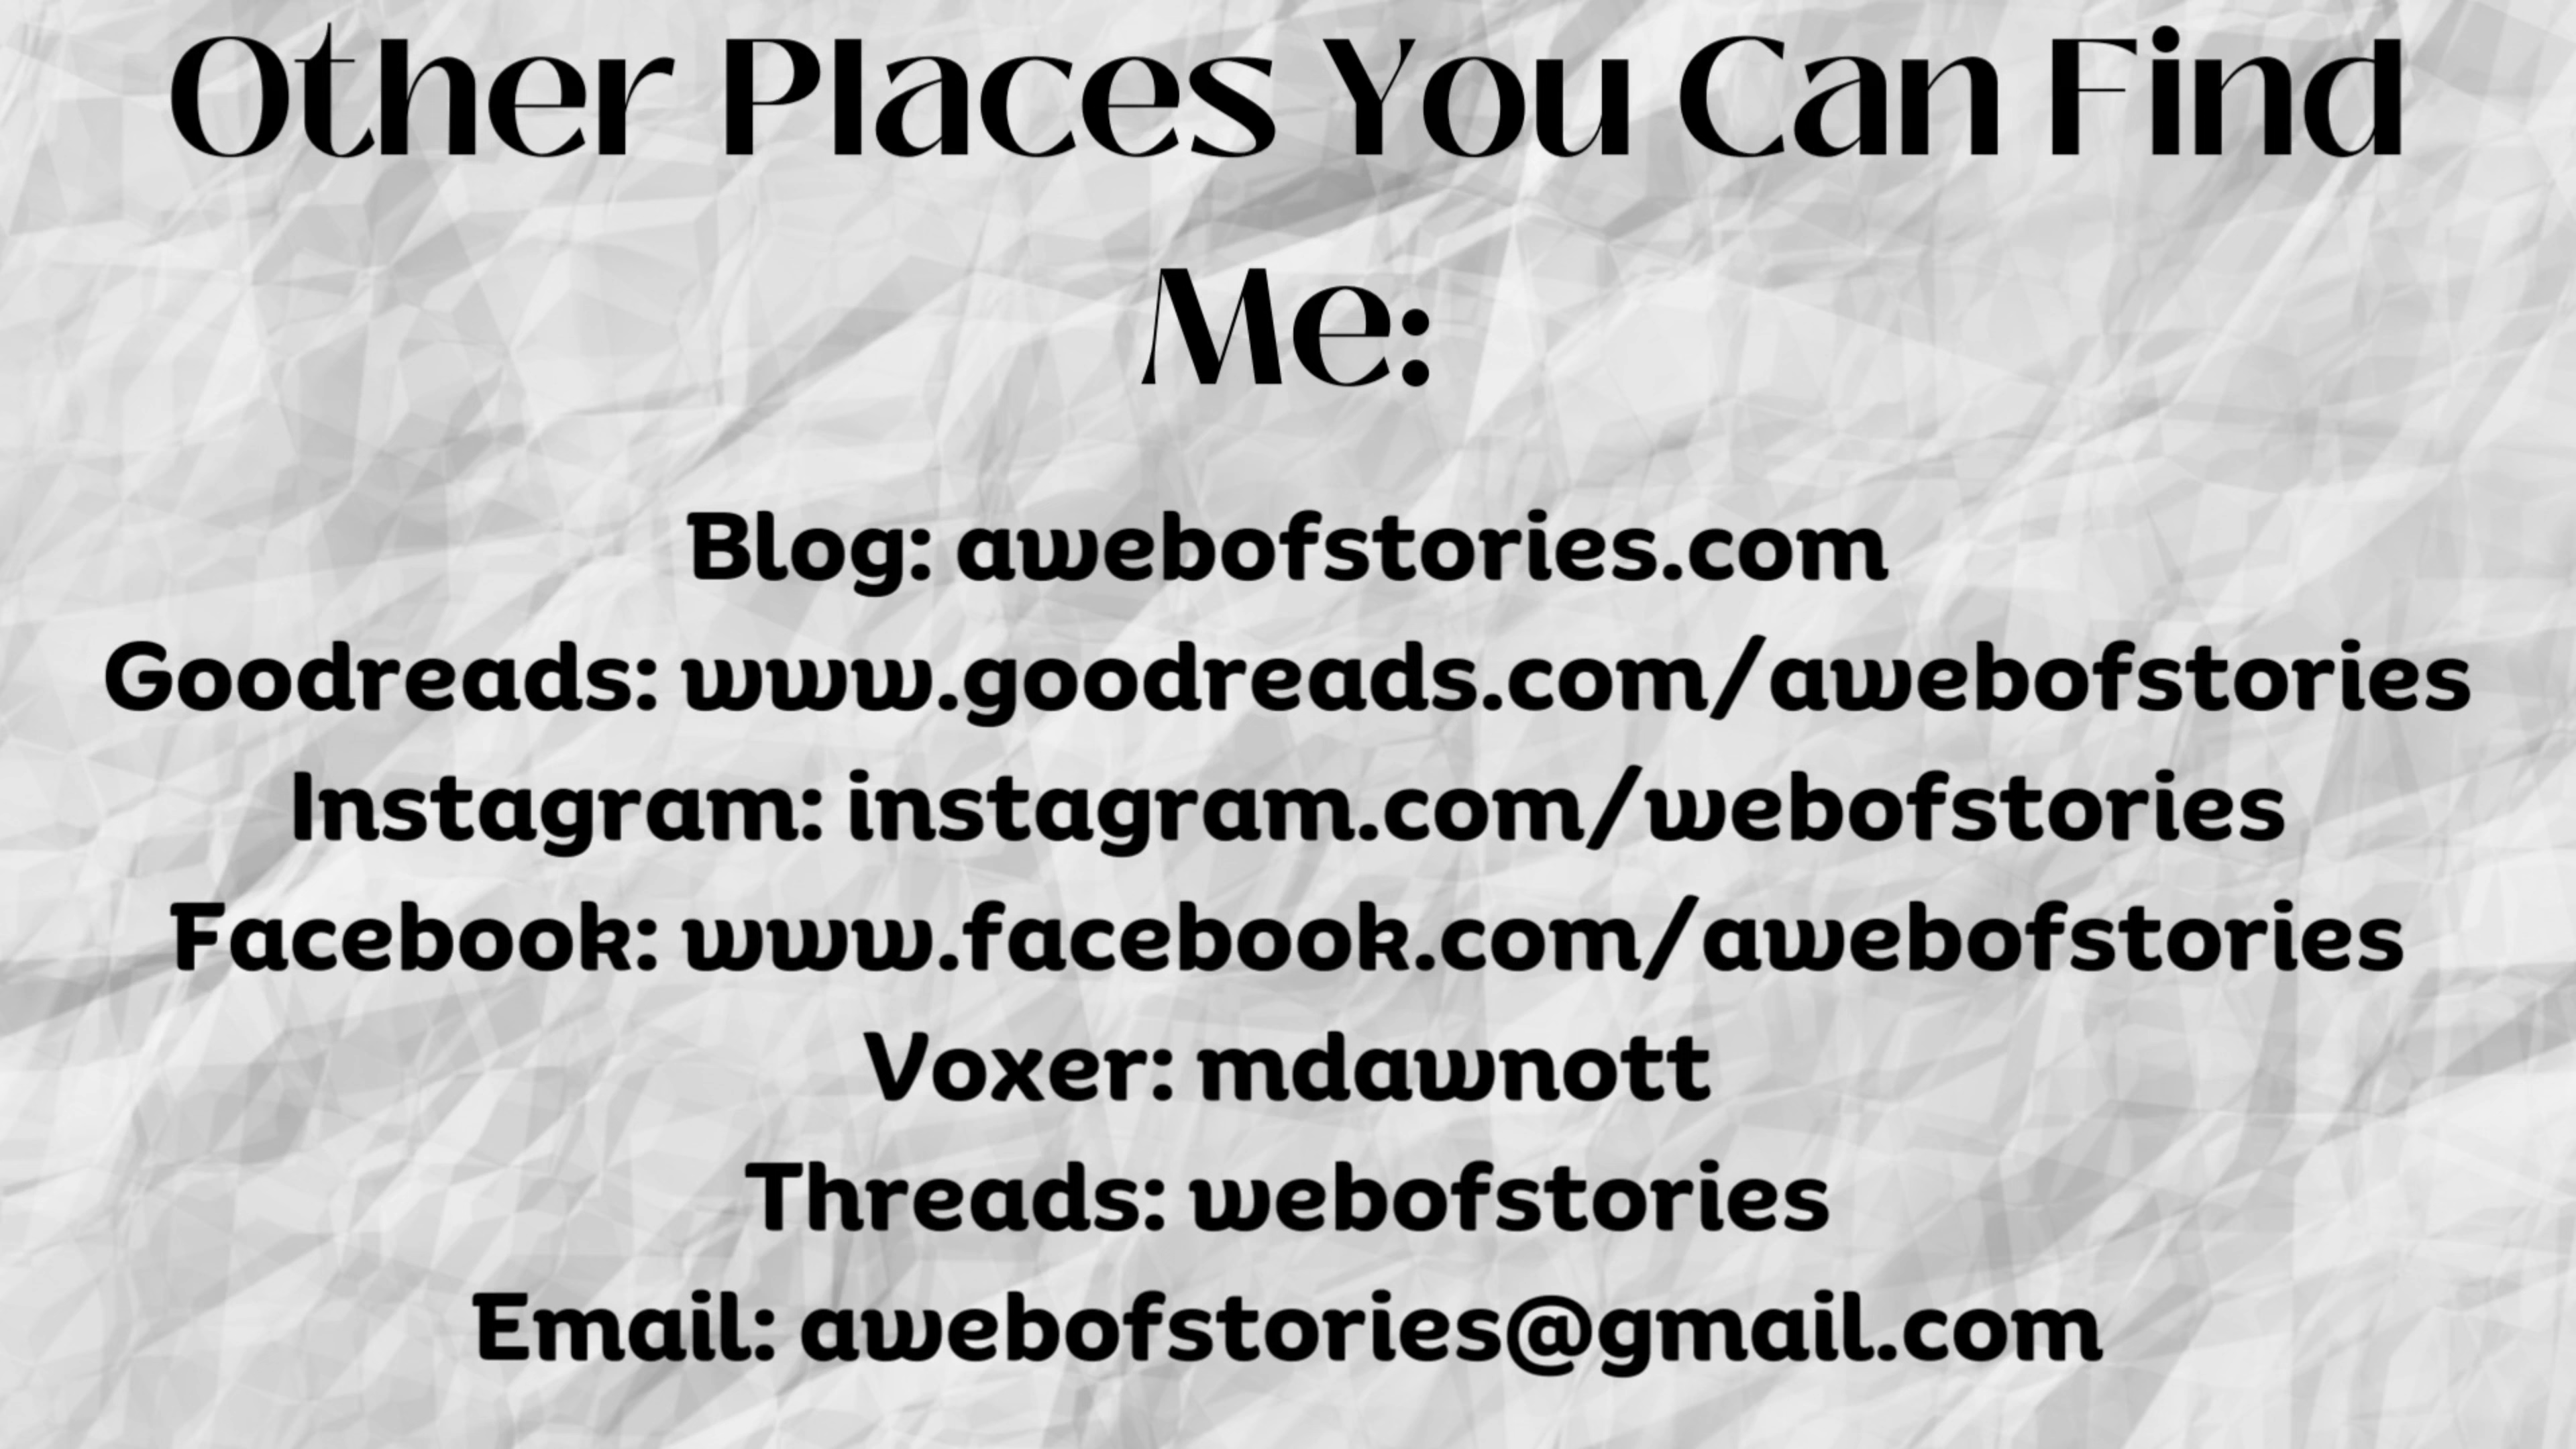 Other Places You Can Find
Me:
Blog: awebofstories.com
Goodreads: www.goodreads.com/awebofstories
Instagram: instagram.com/webofstories
Facebook: www.facebook.com/awebofstories
Voxer: mdawnott
Threads: webofstories
Email: awebofstories@gmail.com